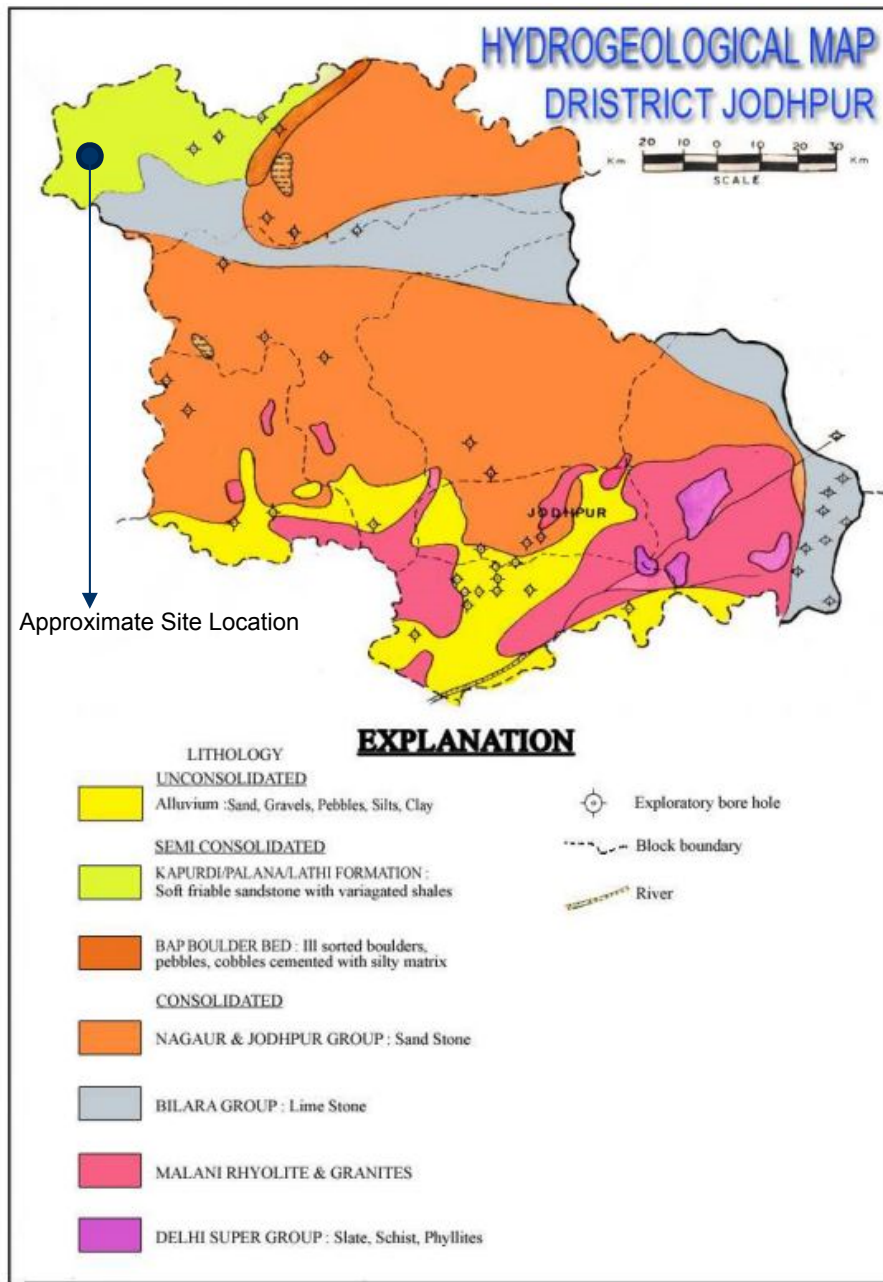 HYDROGEOLOGICAL MAP
DRISTRICT JODHPUR
20 10 0 10 20 30
Km Km
SCALE
JODHPUR
Approximate Site Location
EXPLANATION
LITHOLOGY
UNCONSOLIDATED
Alluvium : Sand, Gravels, Pebbles, Silts, Clay
Exploratory bore hole
SEMI CONSOLIDATED
Block boundary
KAPURDI/PALANA/LATHI FORMATION :
Soft friable sandstone with variagated shales
River
BAP BOULDER BED : Ill sorted boulders,
pebbles, cobbles cemented with silty matrix
CONSOLIDATED
NAGAUR & JODHPUR GROUP : Sand Stone
BILARA GROUP : Lime Stone
MALANI RHYOLITE & GRANITES
DELHI SUPER GROUP : Slate, Schist, Phyllites